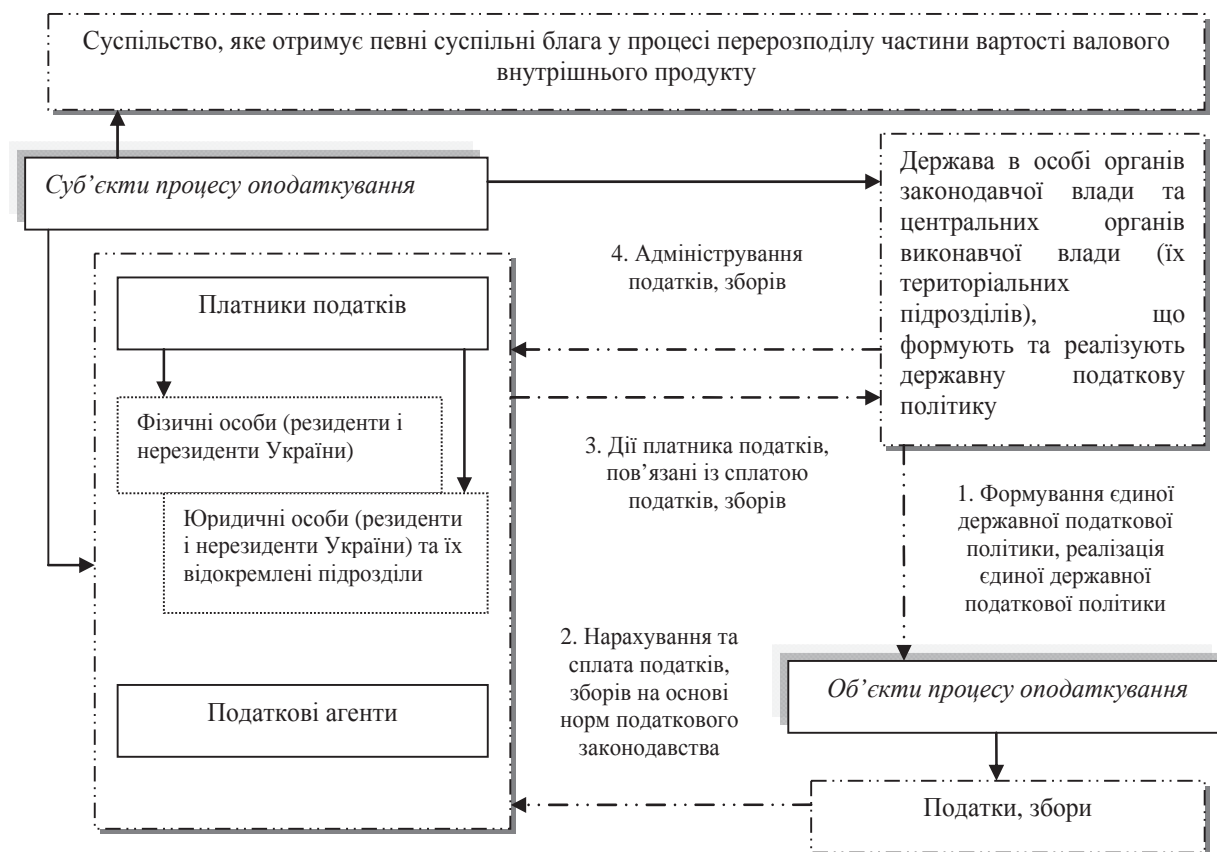 Суспільство, яке отримує певні суспільні блага у процесі перерозподілу частини вартості валового
внутрішнього продукту
Суб’єкти процесу оподаткування
Держава в особі органів
законодавчої влади та
центральних органів
виконавчої влади (їх
територіальних
підрозділів), що
формують та реалізують
державну податкову
політику
4. Адміністрування
податків, зборів
Платники податків
Фізичні особи (резиденти і
нерезиденти України)
Юридичні особи (резиденти
і нерезиденти України) та їх
відокремлені підрозділи
3. Дії платника податків,
пов’язані із сплатою
податків, зборів
1. Формування єдиної
державної податкової
політики, реалізація
єдиної державної
податкової політики
2. Нарахування та
сплата податків,
зборів на основі
норм податкового
законодавства
Податкові агенти
Об’єкти процесу оподаткування
Податки, збори